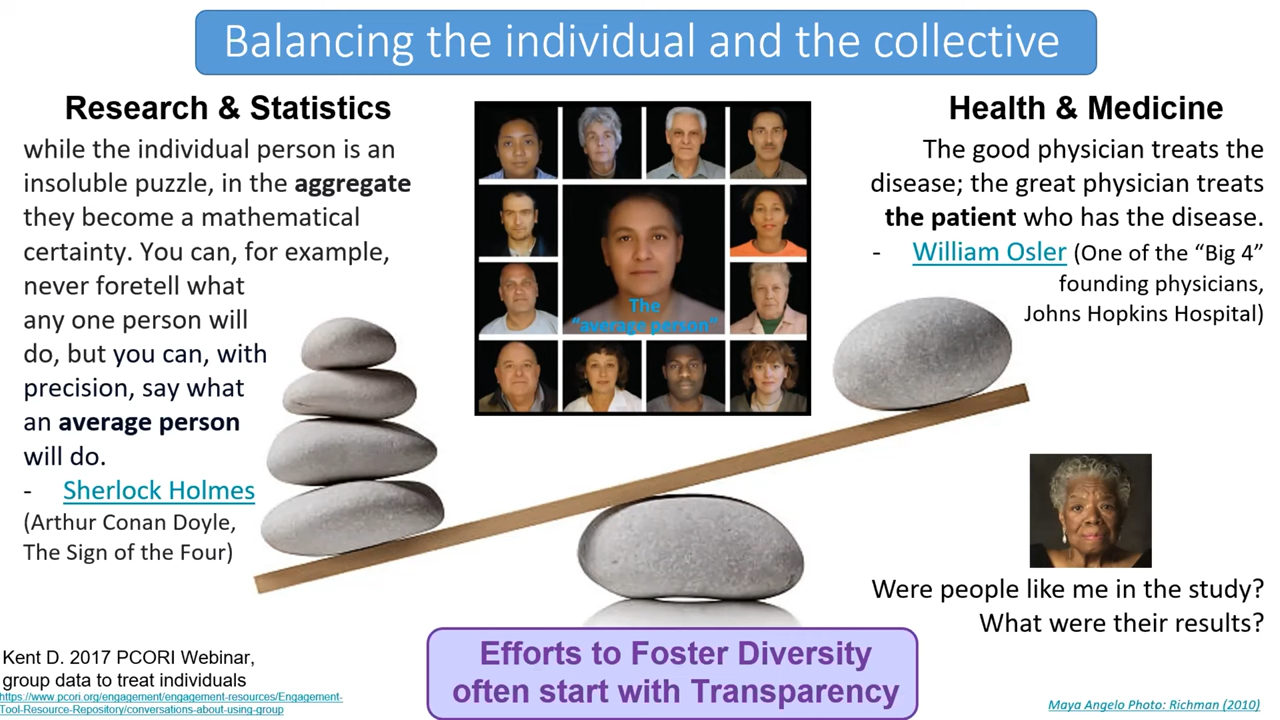 Balancing the individual and the collective
Research & Statistics
while the individual person is an
insoluble puzzle, in the aggregate
they become a mathematical
certainty. You can, for example,
never foretell what
any one person will
do, but you can, with
precision, say what
an average person
will do.
- Sherlock Holmes
(Arthur Conan Doyle,
The Sign of the Four)
The
"average person"
Health & Medicine
The good physician treats the
disease; the great physician treats
the patient who has the disease.
- William Osler (One of the “Big 4”
founding physicians,
Johns Hopkins Hospital)
Were people like me in the study?
What were their results?
Efforts to Foster Diversity
often start with Transparency
Kent D. 2017 PCORI Webinar,
group data to treat individuals
https://www.pcori.org/engagement/engagement-resources/Engagement-
Tool-Resource-Repository/conversations-about-using-group
Maya Angelo Photo: Richman (2010)